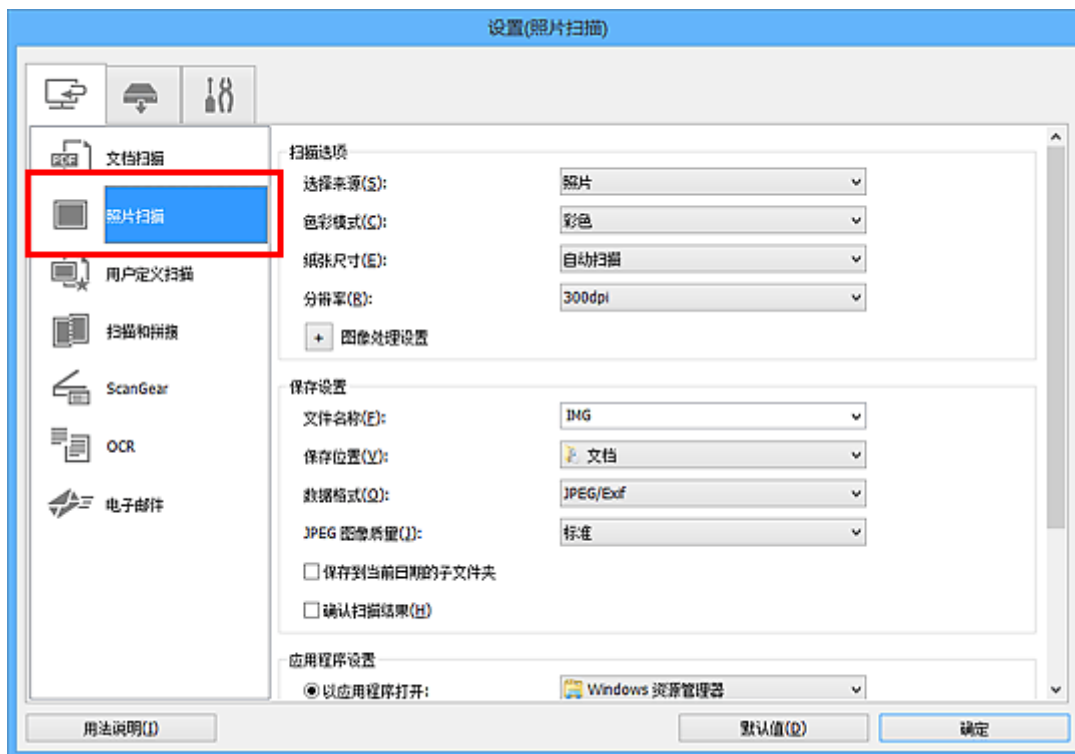 设置(照片扫描)
PDF
文档扫描
照片扫描
用户定义扫描
扫描和拼接
ScanGear
OCR
电子邮件
扫描选项
选择来源(S): 照片
色彩模式(C): 彩色
纸张尺寸(E): 自动扫描
分辨率(R): 300dpi
+ 图像处理设置
保存设置
文件名称(F): IMG
保存位置(V): 文档
数据格式(O): JPEG/Exif
JPEG 图像质量(J): 标准
保存到当前日期的子文件夹
确认扫描结果(H)
应用程序设置
以应用程序打开: Windows 资源管理器
用法说明(I) 默认值(D) 确定